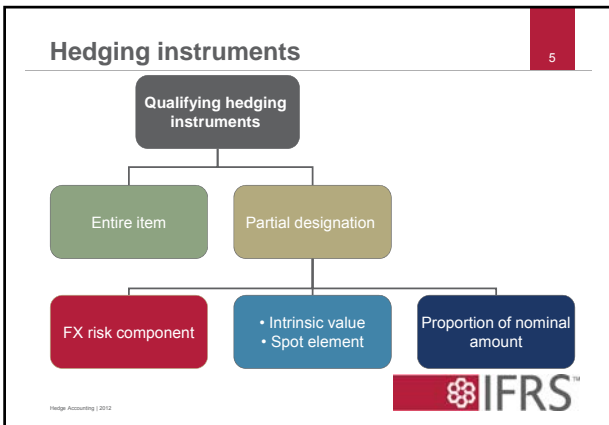 Hedging instruments
5
Qualifying hedging
instruments
Entire item
Partial designation
FX risk component
• Intrinsic value
• Spot element
Proportion of nominal
amount
Hedge Accounting | 2012
IFRS™